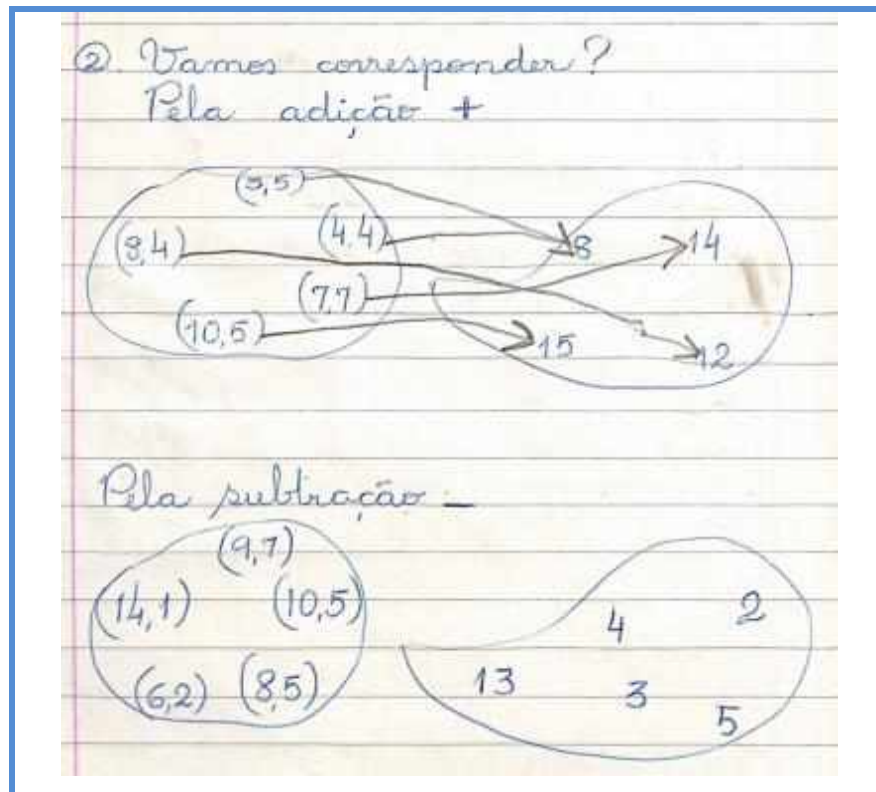 ②. Vamos corresponder?
Pela adição +
(3,5)
(8,4) (4,4) 8 14
(7,7)
(10,5) 15 12
Pela subtração -
(9,7)
(14,1) (10,5) 4 2
(6,2) (8,5) 13 3
5